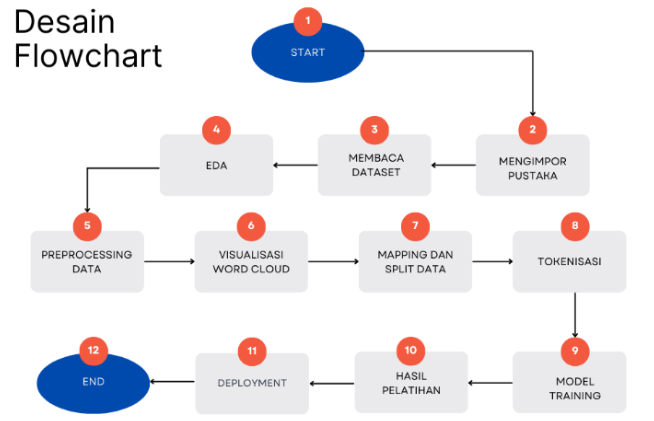 Desain
Flowchart
1
START
2
MENGIMPOR
PUSTAKA
3
MEMBACA
DATASET
4
EDA
5
PREPROCESSING
DATA
6
VISUALISASI
WORD CLOUD
7
MAPPING DAN
SPLIT DATA
8
TOKENISASI
9
MODEL
TRAINING
10
HASIL
PELATIHAN
11
DEPLOYMENT
12
END